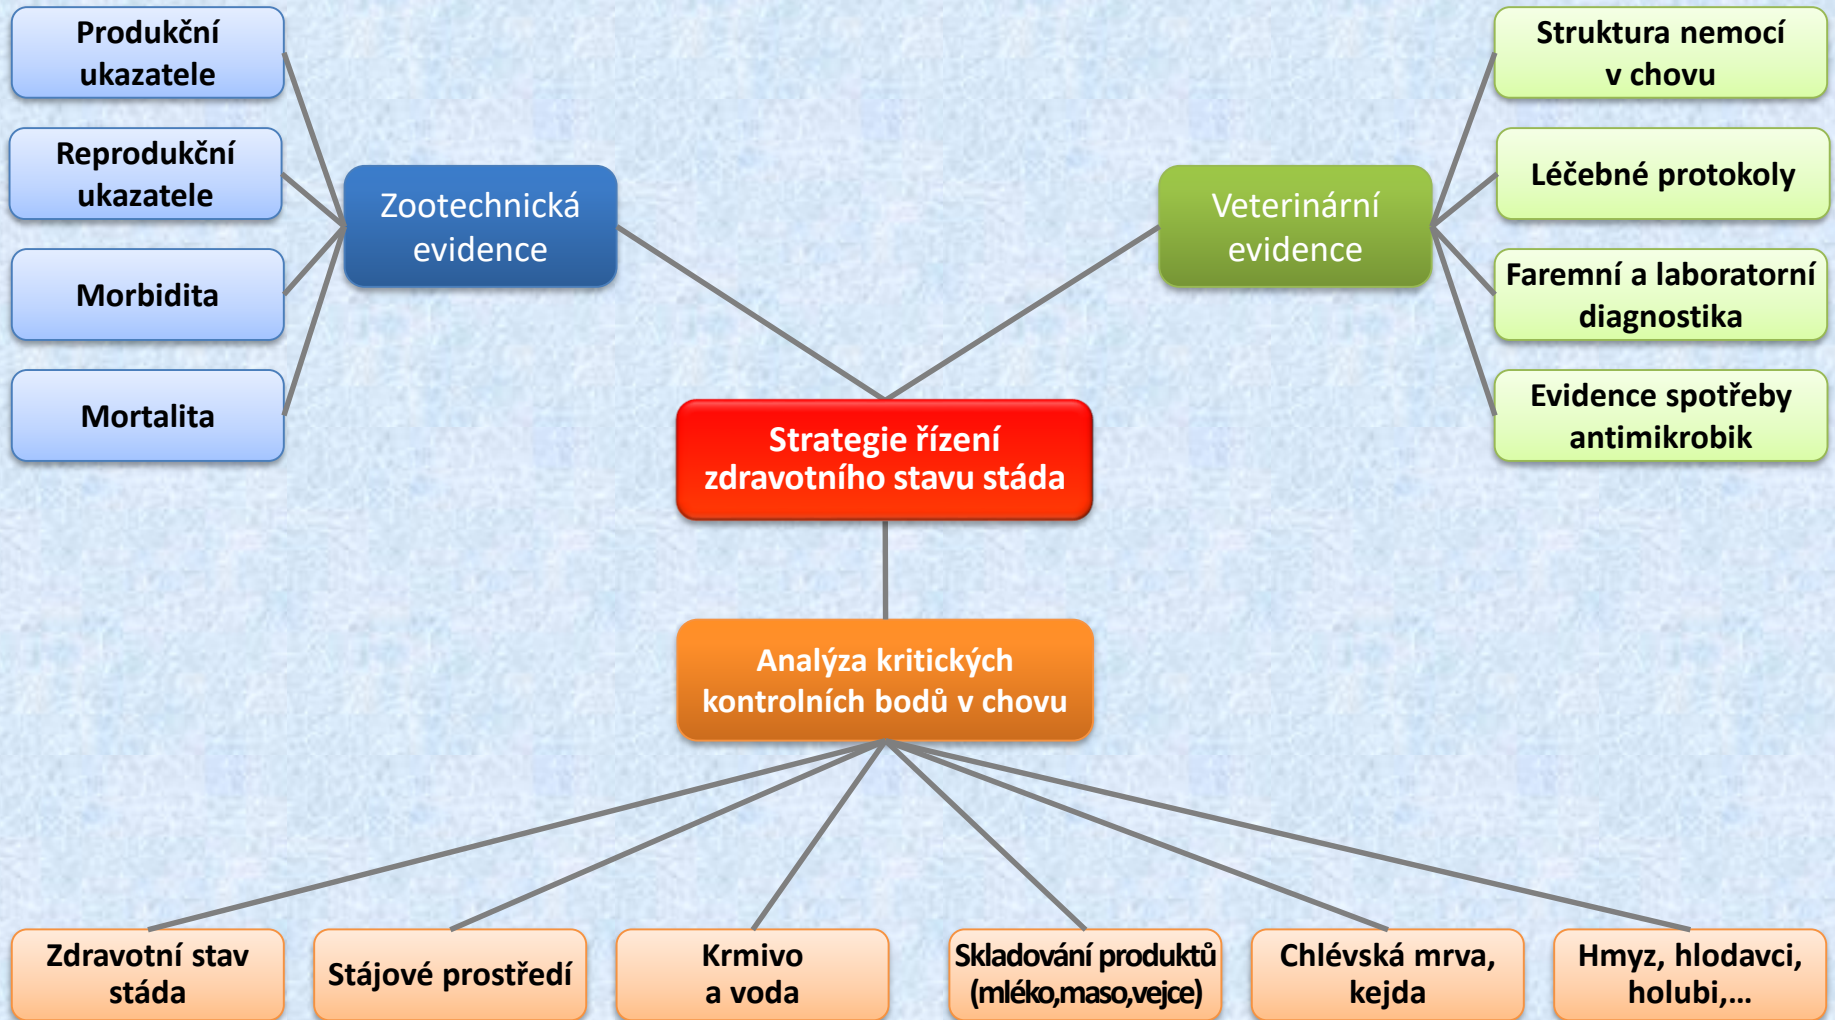 Produkční
ukazatele
Reprodukční
ukazatele
Morbidita
Mortalita
Zootechnická
evidence
Veterinární
evidence
Struktura nemocí
v chovu
Léčebné protokoly
Faremní a laboratorní
diagnostika
Evidence spotřeby
antimikrobik
Strategie řízení
zdravotního stavu stáda
Analýza kritických
kontrolních bodů v chovu
Zdravotní stav
stáda
Stájové prostředí
Krmivo
a voda
Skladování produktů
(mléko,maso,vejce)
Chlévská mrva,
kejda
Hmyz, hlodavci,
holubi,...